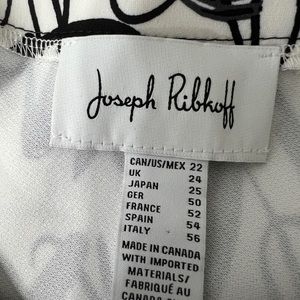 Joseph Ribkoff
CAN/US/MEX 22
UK 24
JAPAN 25
GER 50
FRANCE 52
SPAIN 54
ITALY 56
MADE IN CANADA
WITH IMPORTED
MATERIALS/
FABRIQUÉ AU